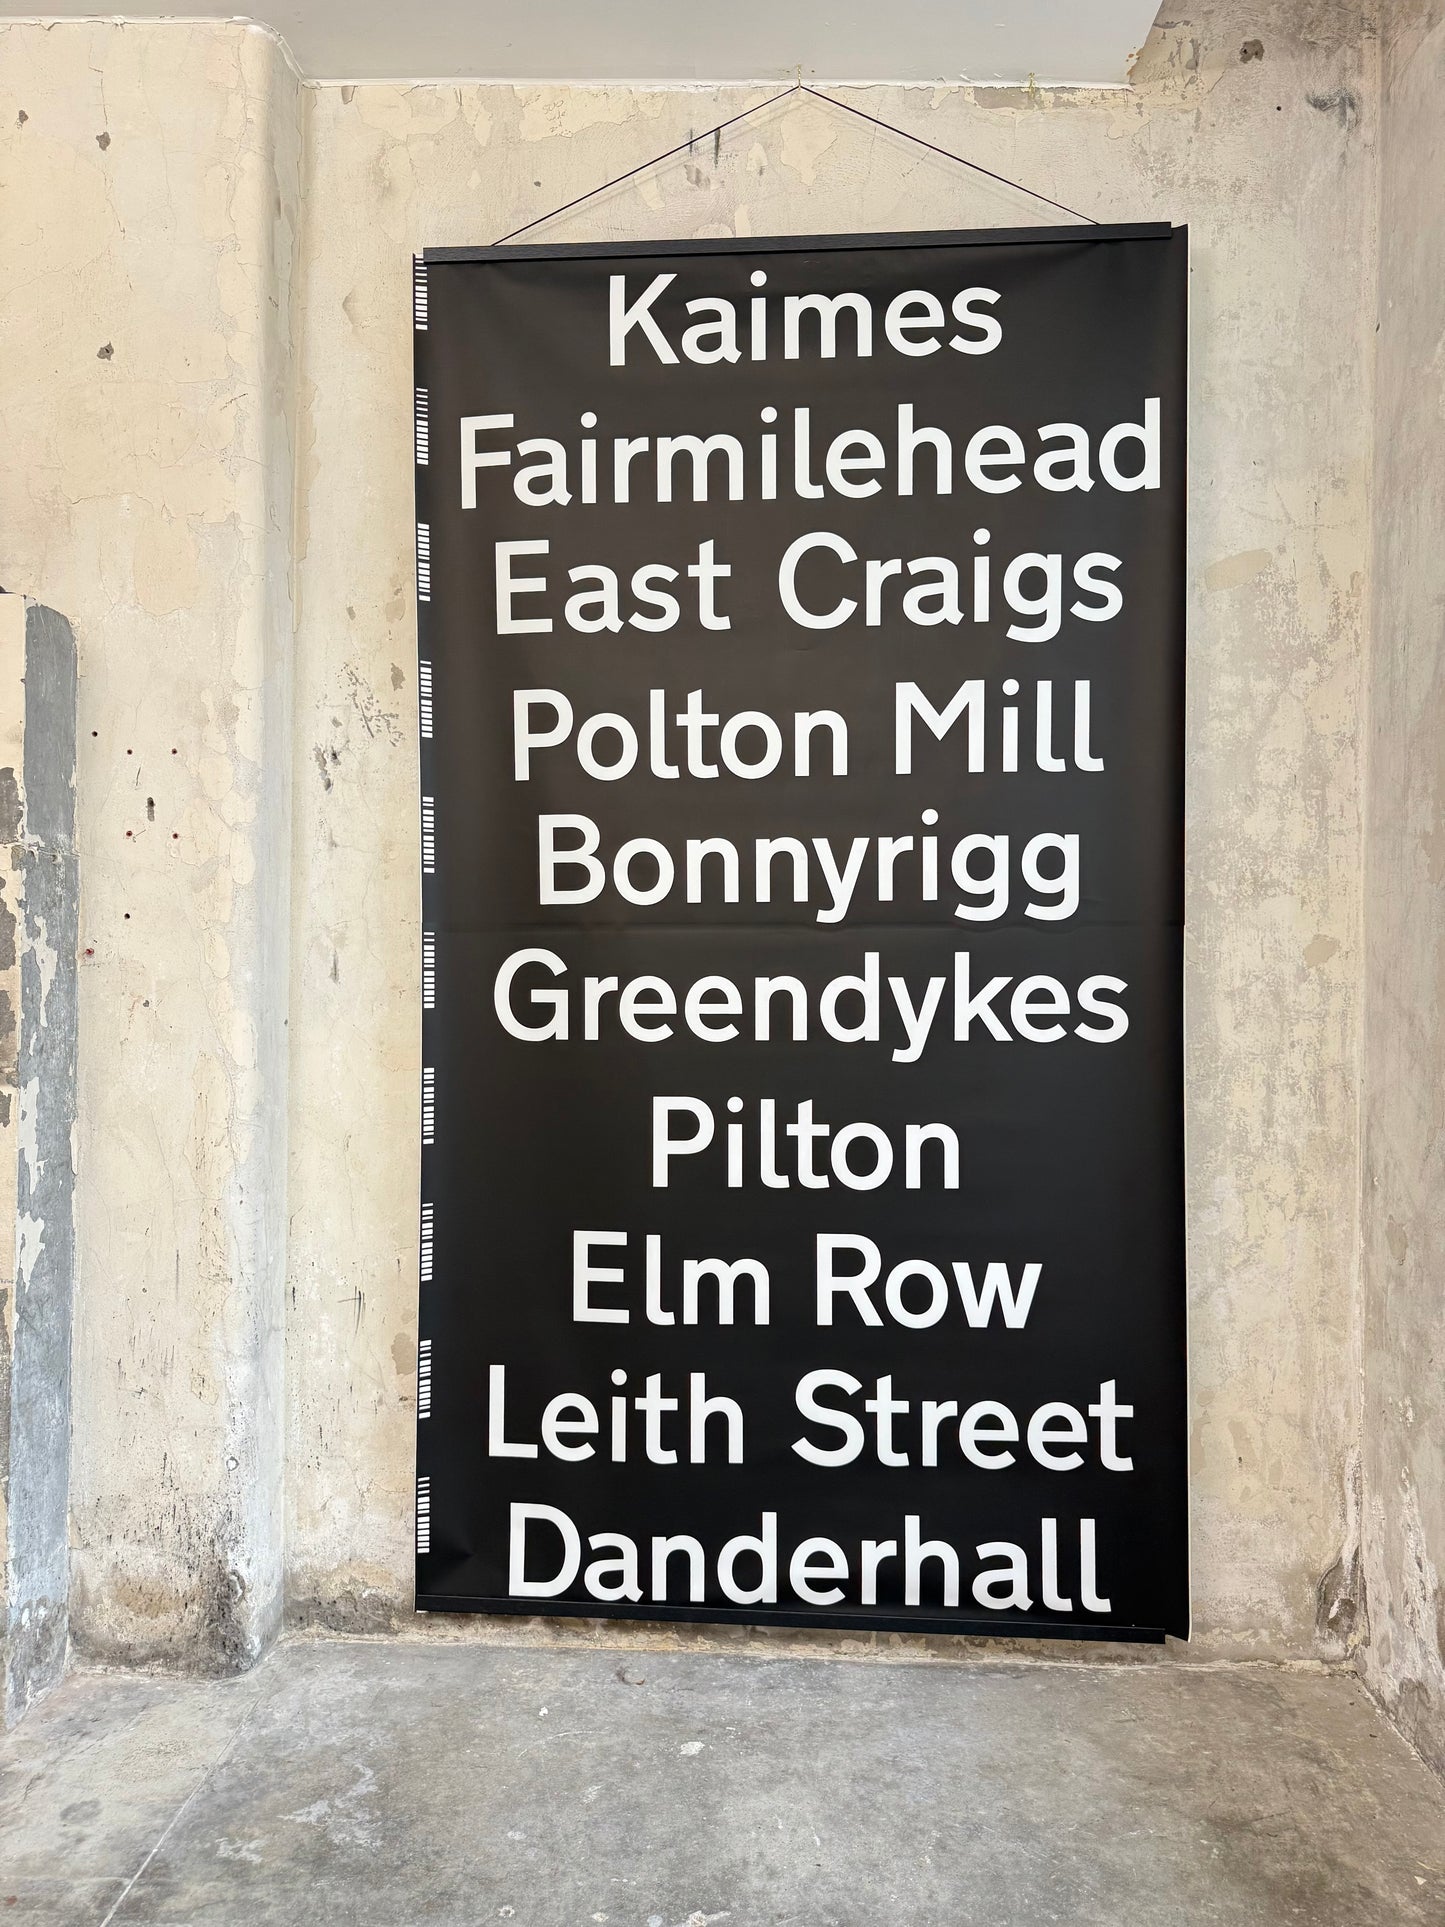 Kaimes
Fairmilehead
East Craigs
Polton Mill
Bonnyrigg
Greendykes
Pilton
Elm Row
Leith Street
Danderhall